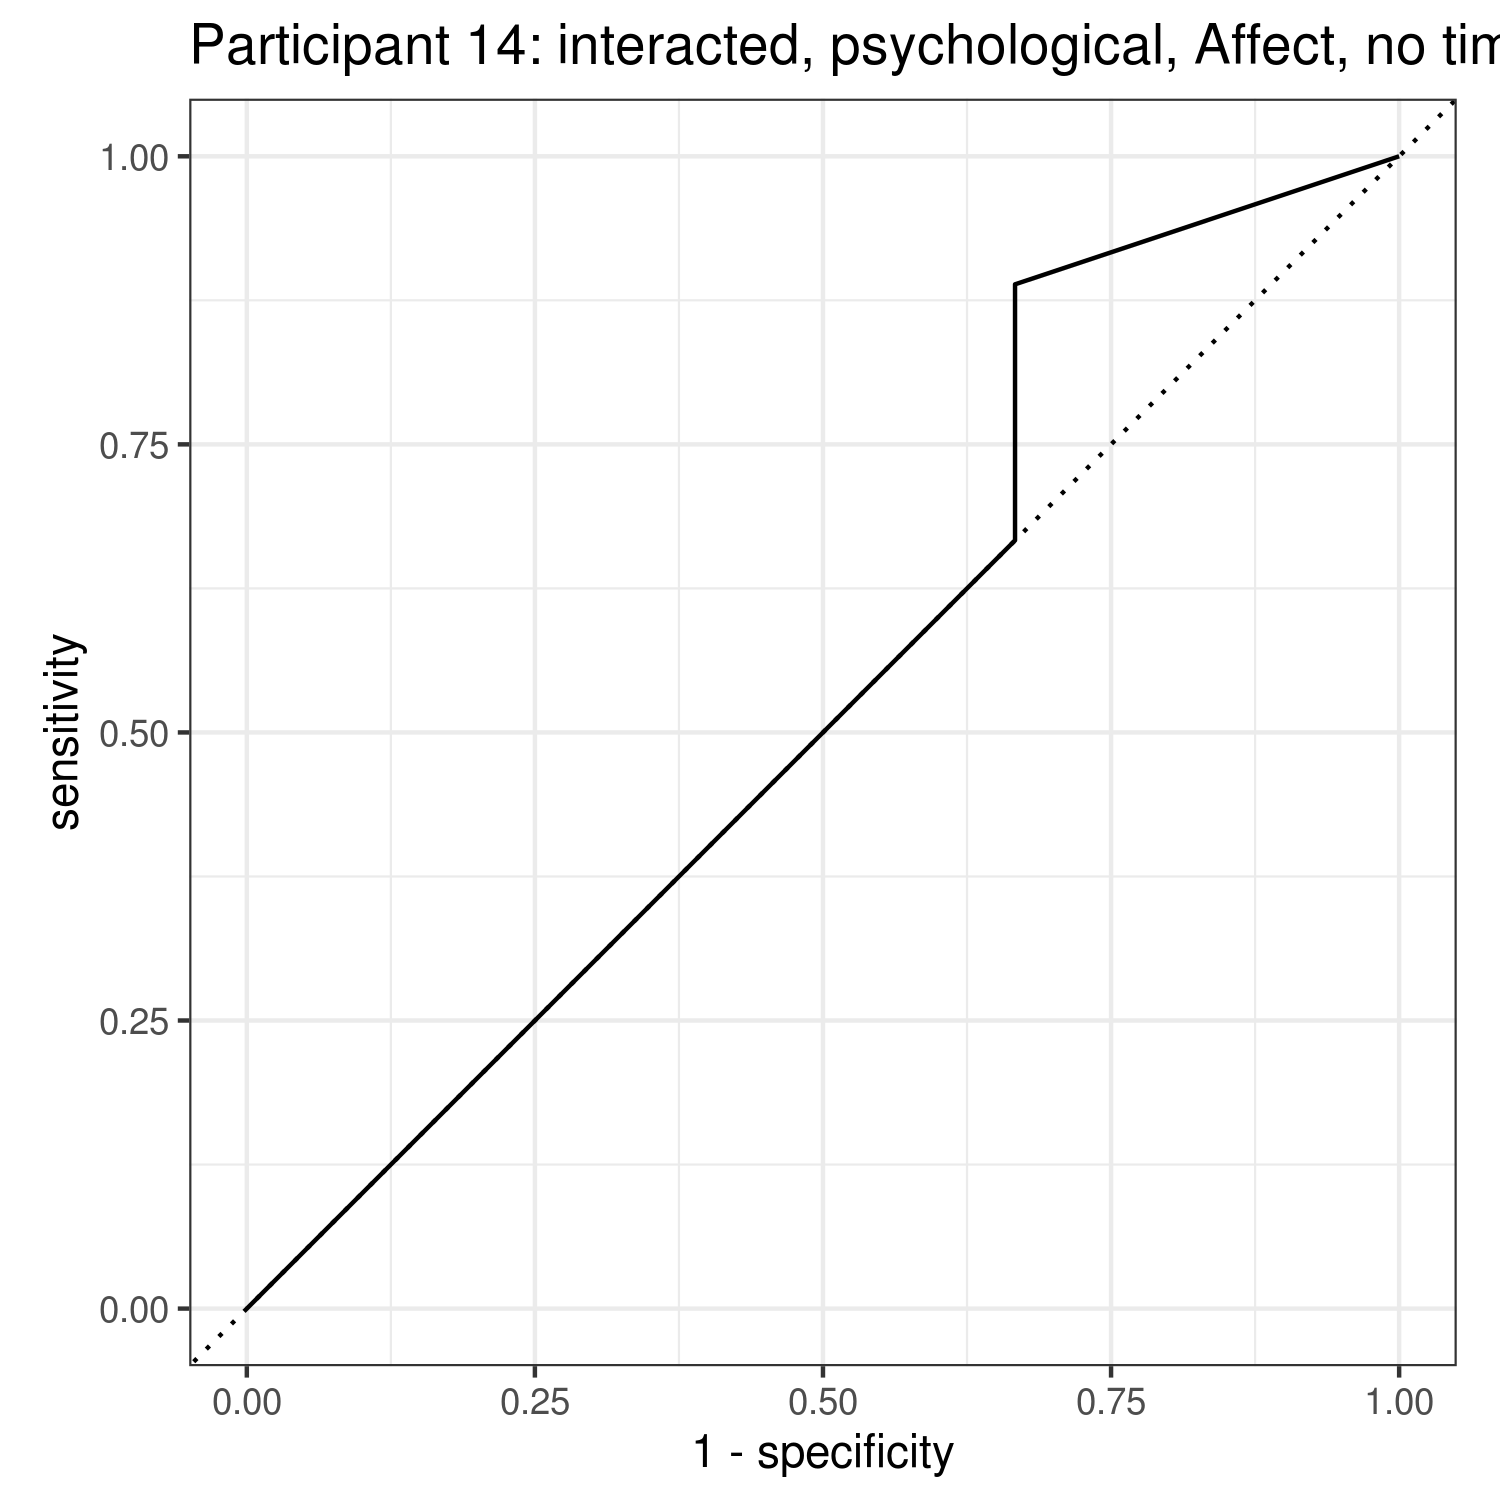 Participant 14: interacted, psychological, Affect, no tim
1.00
0.75
0.50
0.25
0.00
sensitivity
0.00 0.25 0.50 0.75 1.00
1 - specificity